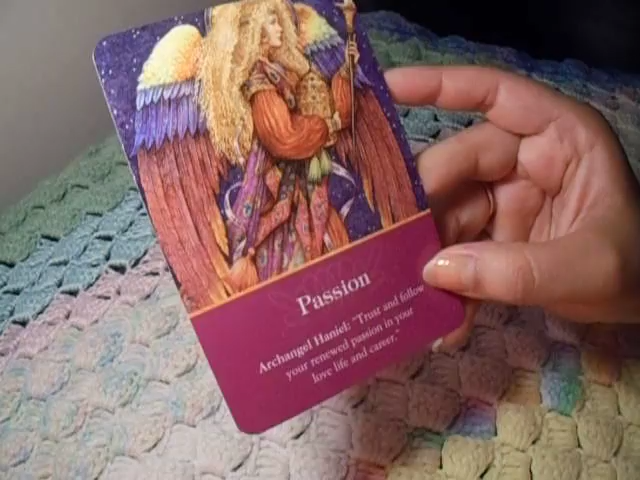 Passion
Archangel Haniel: "Trust and follow
your renewed passion in your
love life and career."